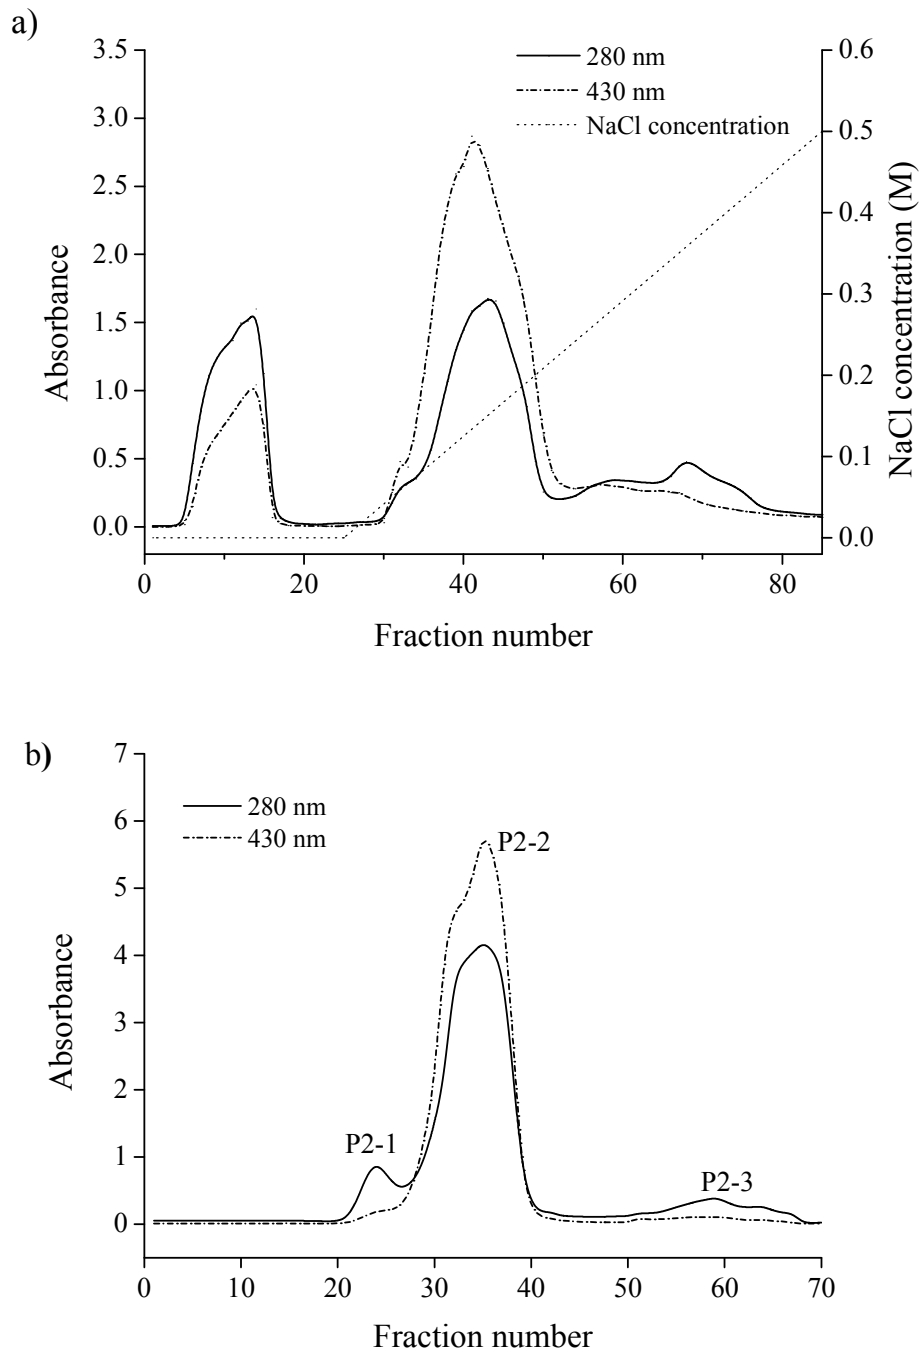 a)
280 nm
430 nm
NaCl concentration
3.5
3.0
2.5
2.0
1.5
1.0
0.5
0.0
Absorbance
0.6
0.5
0.4
0.3
0.2
0.1
0.0
NaCl concentration (M)
0 20 40 60 80
Fraction number
b)
280 nm
430 nm
7
6
5
4
3
2
1
0
Absorbance
P2-2
P2-1
P2-3
0 10 20 30 40 50 60 70
Fraction number